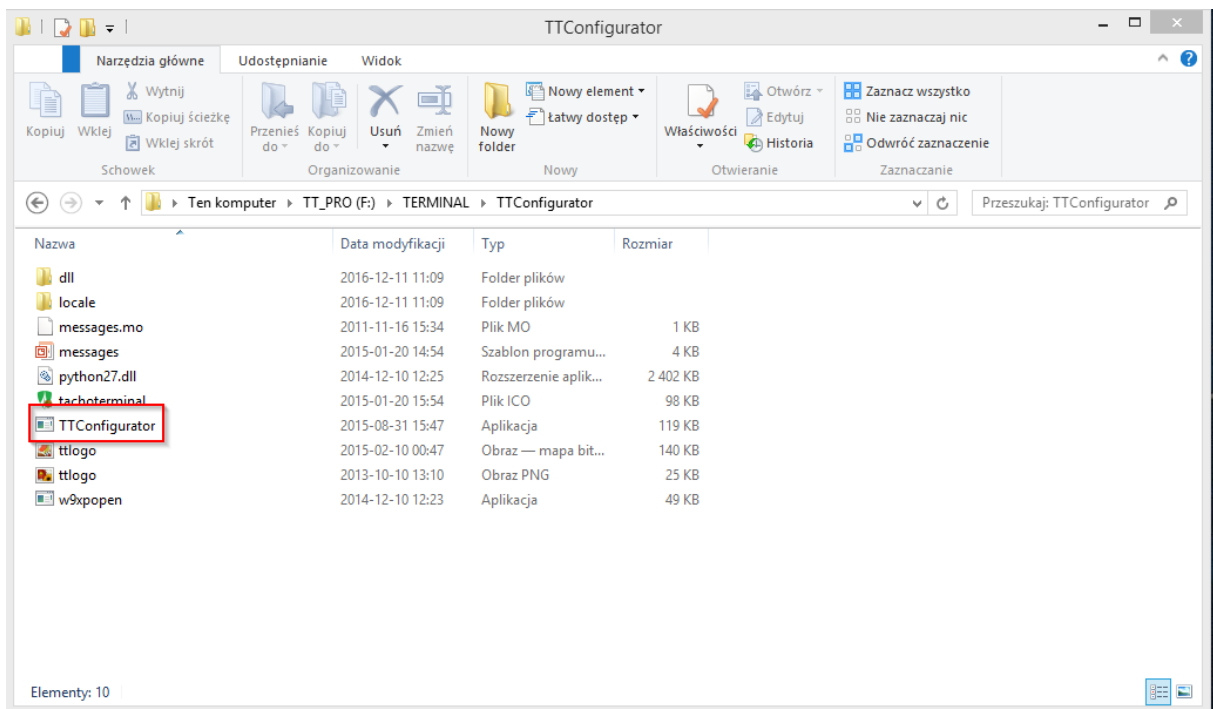 TTConfigurator
Narzędzia główne Udostępnianie Widok
Kopiuj
Wklej
Wytnij
Kopiuj ścieżkę
Wklej skrót
Schowek
Przenieś do
Kopiuj do
Usuń
Zmień nazwę
Organizowanie
Nowy folder
Nowy element
Łatwy dostęp
Nowy
Właściwości
Otwórz
Edytuj
Historia
Otwieranie
Zaznacz wszystko
Nie zaznaczaj nic
Odwróć zaznaczenie
Zaznaczanie
Ten komputer TT_PRO (F:) TERMINAL TTConfigurator
Przeszukaj: TTConfigurator
Nazwa Data modyfikacji Typ Rozmiar
dll 2016-12-11 11:09 Folder plików
locale 2016-12-11 11:09 Folder plików
messages.mo 2011-11-16 15:34 Plik MO 1 KB
messages 2015-01-20 14:54 Szablon programu... 4 KB
python27.dll 2014-12-10 12:25 Rozszerzenie aplik... 2 402 KB
tachoterminal 2015-01-20 15:54 Plik ICO 98 KB
TTConfigurator 2015-08-31 15:47 Aplikacja 119 KB
ttlogo 2015-02-10 00:47 Obraz — mapa bit... 140 KB
ttlogo 2013-10-10 13:10 Obraz PNG 25 KB
w9xpopen 2014-12-10 12:23 Aplikacja 49 KB
Elementy: 10